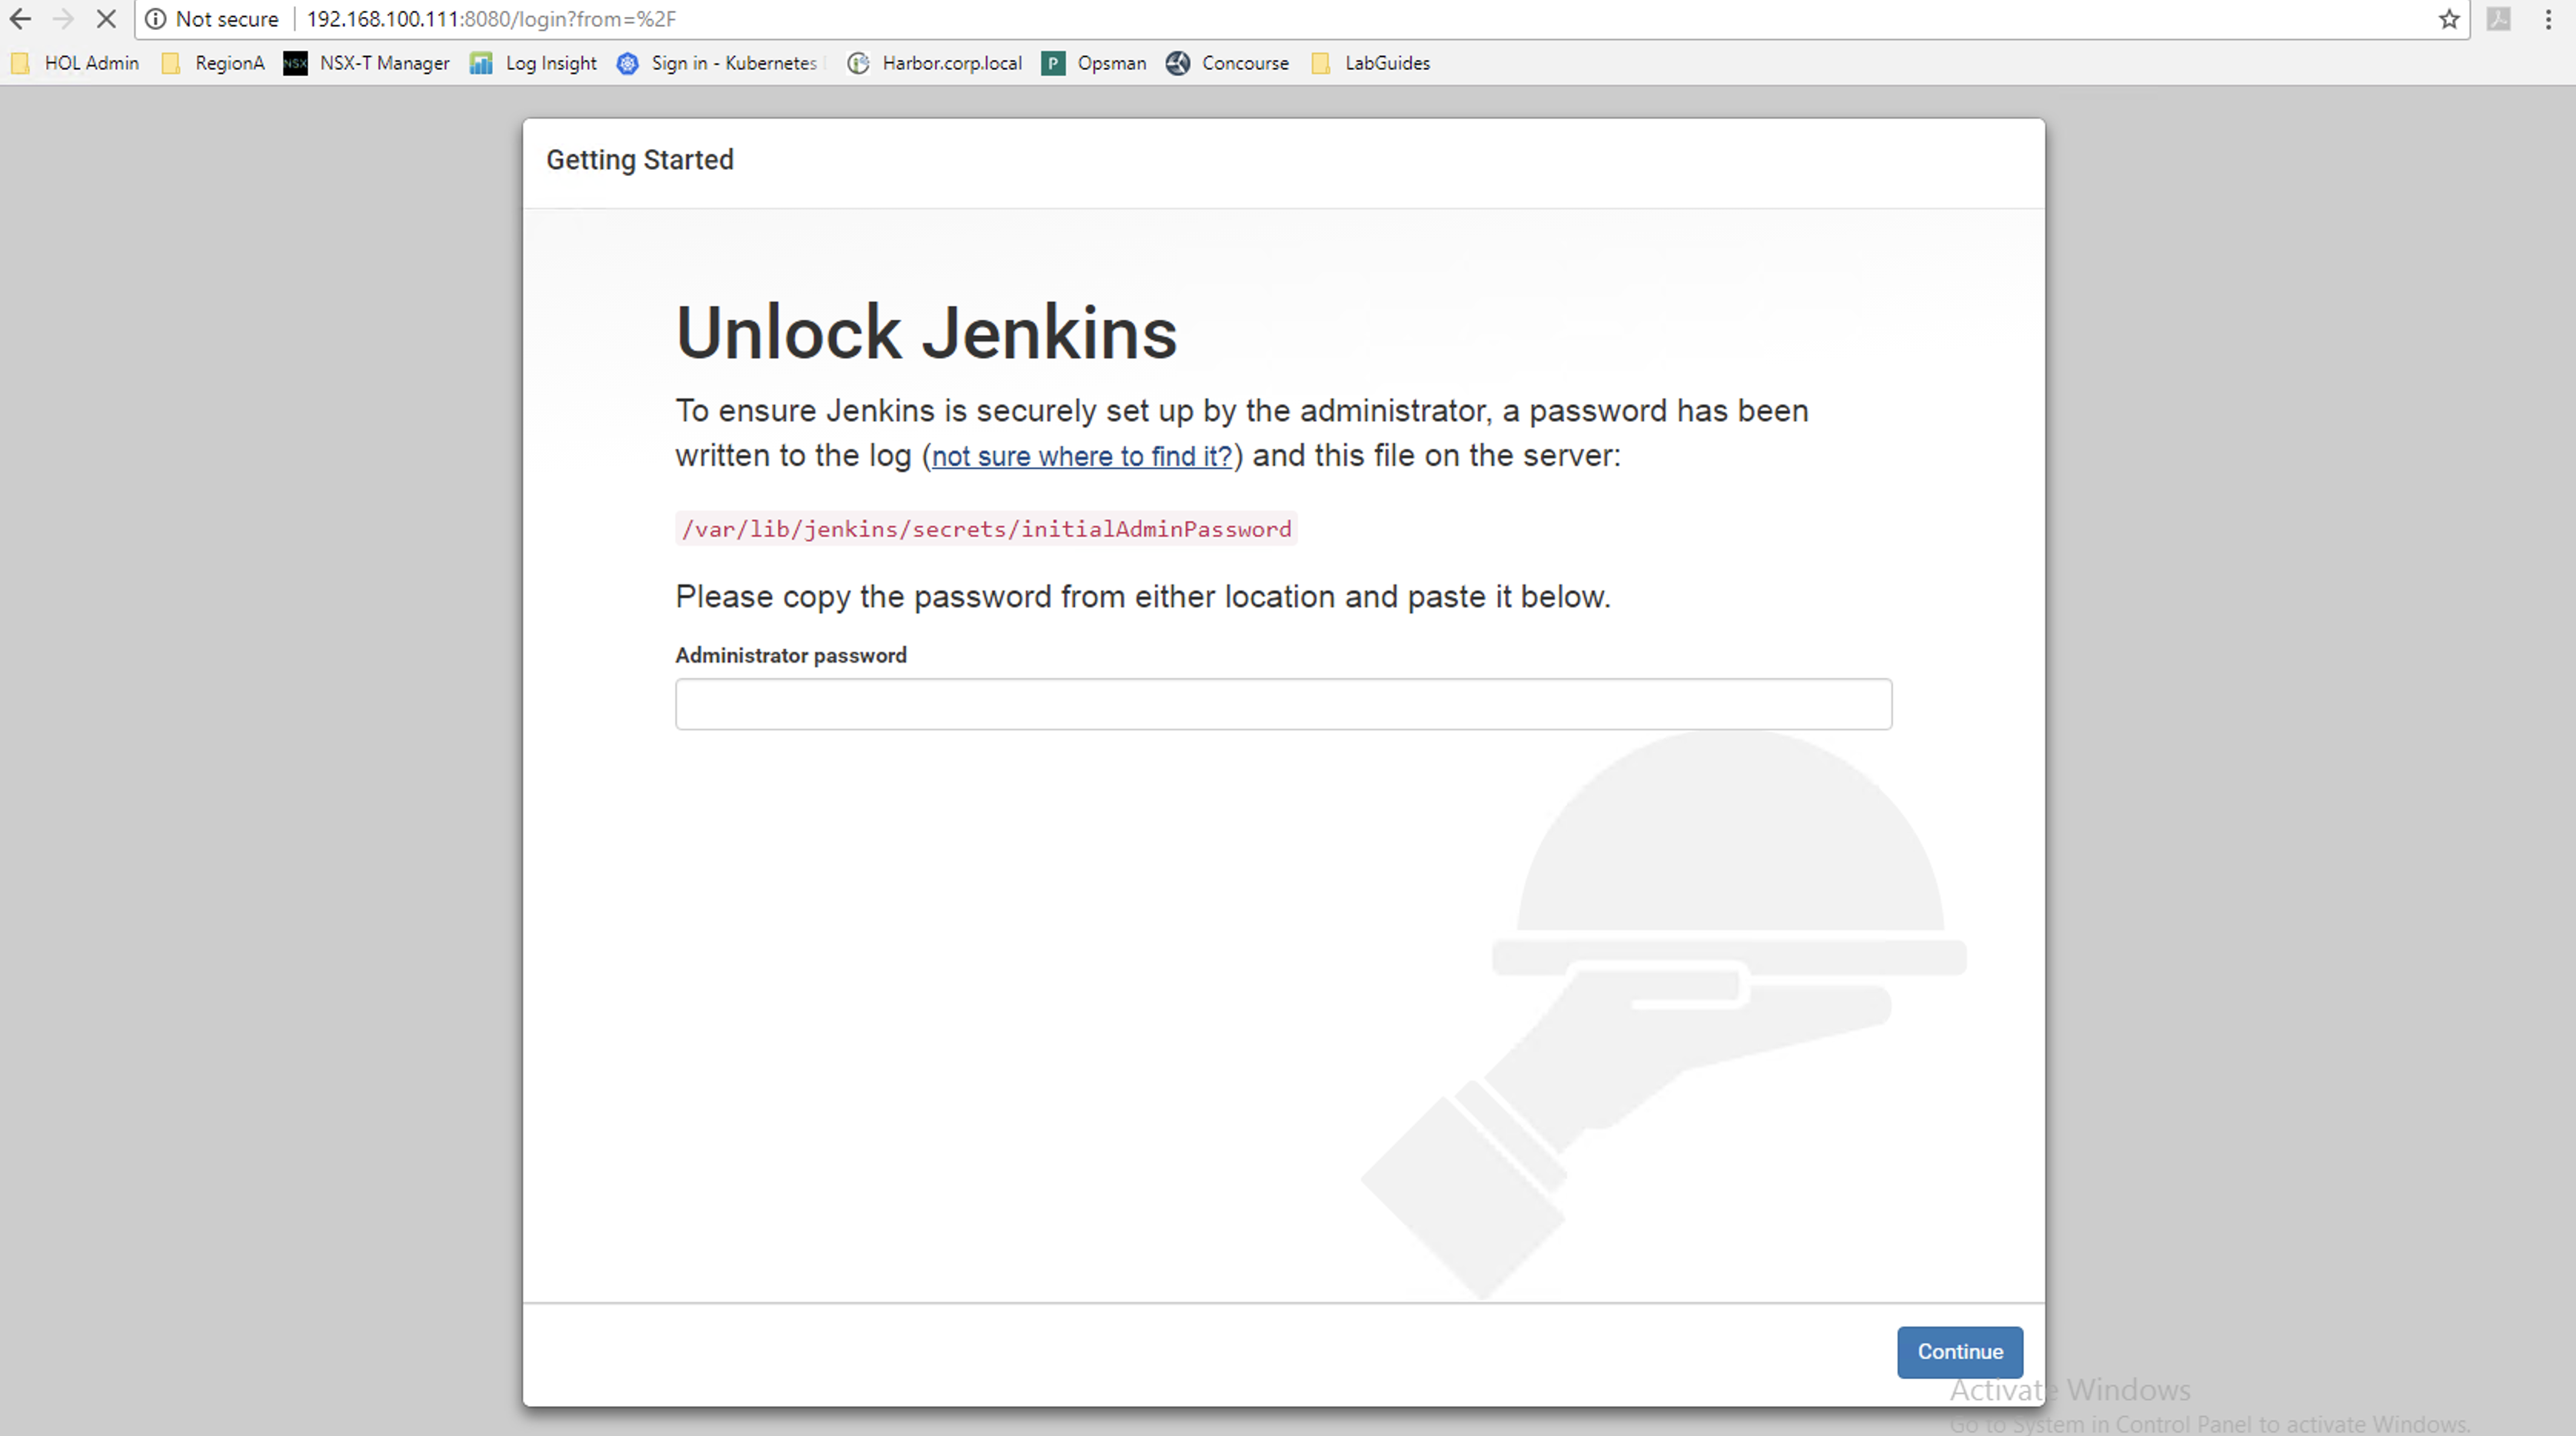 Not secure | 192.168.100.111:8080/login?from=%2F
HOL Admin RegionA NSX NSX-T Manager Log Insight Sign in - Kubernetes Harbor.corp.local P Opsman Concourse LabGuides
Getting Started
Unlock Jenkins
To ensure Jenkins is securely set up by the administrator, a password has been
written to the log (not sure where to find it?) and this file on the server:
/var/lib/jenkins/secrets/initialAdminPassword
Please copy the password from either location and paste it below.
Administrator password
Continue
Activate Windows
Go to System in Control Panel to activate Windows.